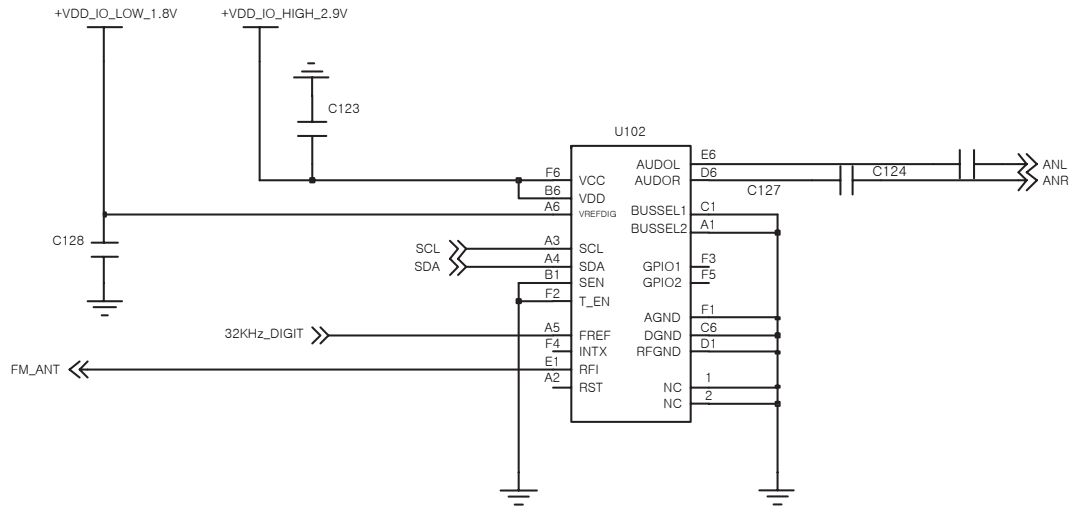 +VDD_IO_LOW_1.8V
+VDD_IO_HIGH_2.9V
C123
U102
C128
F6
VCC
B6
VDD
A6
VREFDIG
SCL
A3
SCL
SDA
A4
SDA
B1
SEN
F2
T_EN
32KHz_DIGIT
A5
FREF
F4
INTX
FM_ANT
E1
RFI
A2
RST
AUDOL
E6
ANL
AUDOR
D6
C127
C124
ANR
BUSSEL1
C1
BUSSEL2
A1
GPIO1
F3
GPIO2
F5
AGND
F1
DGND
C6
RFGND
D1
NC
1
NC
2